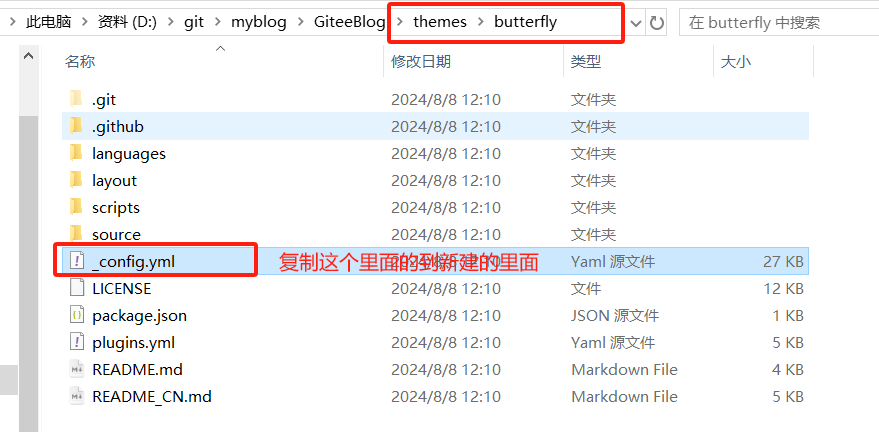 此电脑 > 资料 (D:) > git > myblog > GiteeBlog > themes > butterfly 在 butterfly 中搜索
名称 修改日期 类型 大小
.git 2024/8/8 12:10 文件夹
.github 2024/8/8 12:10 文件夹
languages 2024/8/8 12:10 文件夹
layout 2024/8/8 12:10 文件夹
scripts 2024/8/8 12:10 文件夹
source 2024/8/8 12:10 文件夹
_config.yml 复制这个里面的到新建的里面 2024/8/8 12:10 Yaml 源文件 27 KB
LICENSE 2024/8/8 12:10 文件 12 KB
package.json 2024/8/8 12:10 JSON 源文件 1 KB
plugins.yml 2024/8/8 12:10 Yaml 源文件 5 KB
README.md 2024/8/8 12:10 Markdown File 4 KB
README_CN.md 2024/8/8 12:10 Markdown File 5 KB